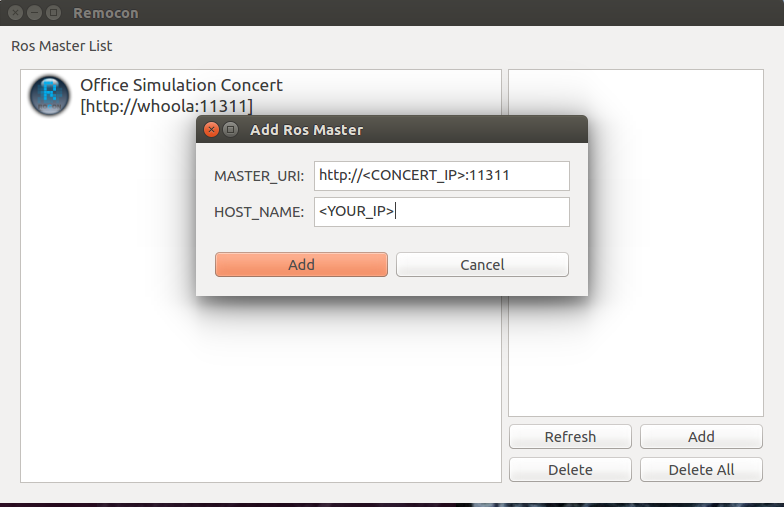 Remocon
Ros Master List
Office Simulation Concert
[http://whoola:11311]
Add Ros Master
MASTER_URI: http://<CONCERT_IP>:11311
HOST_NAME: <YOUR_IP>
Add Cancel
Refresh Add
Delete Delete All